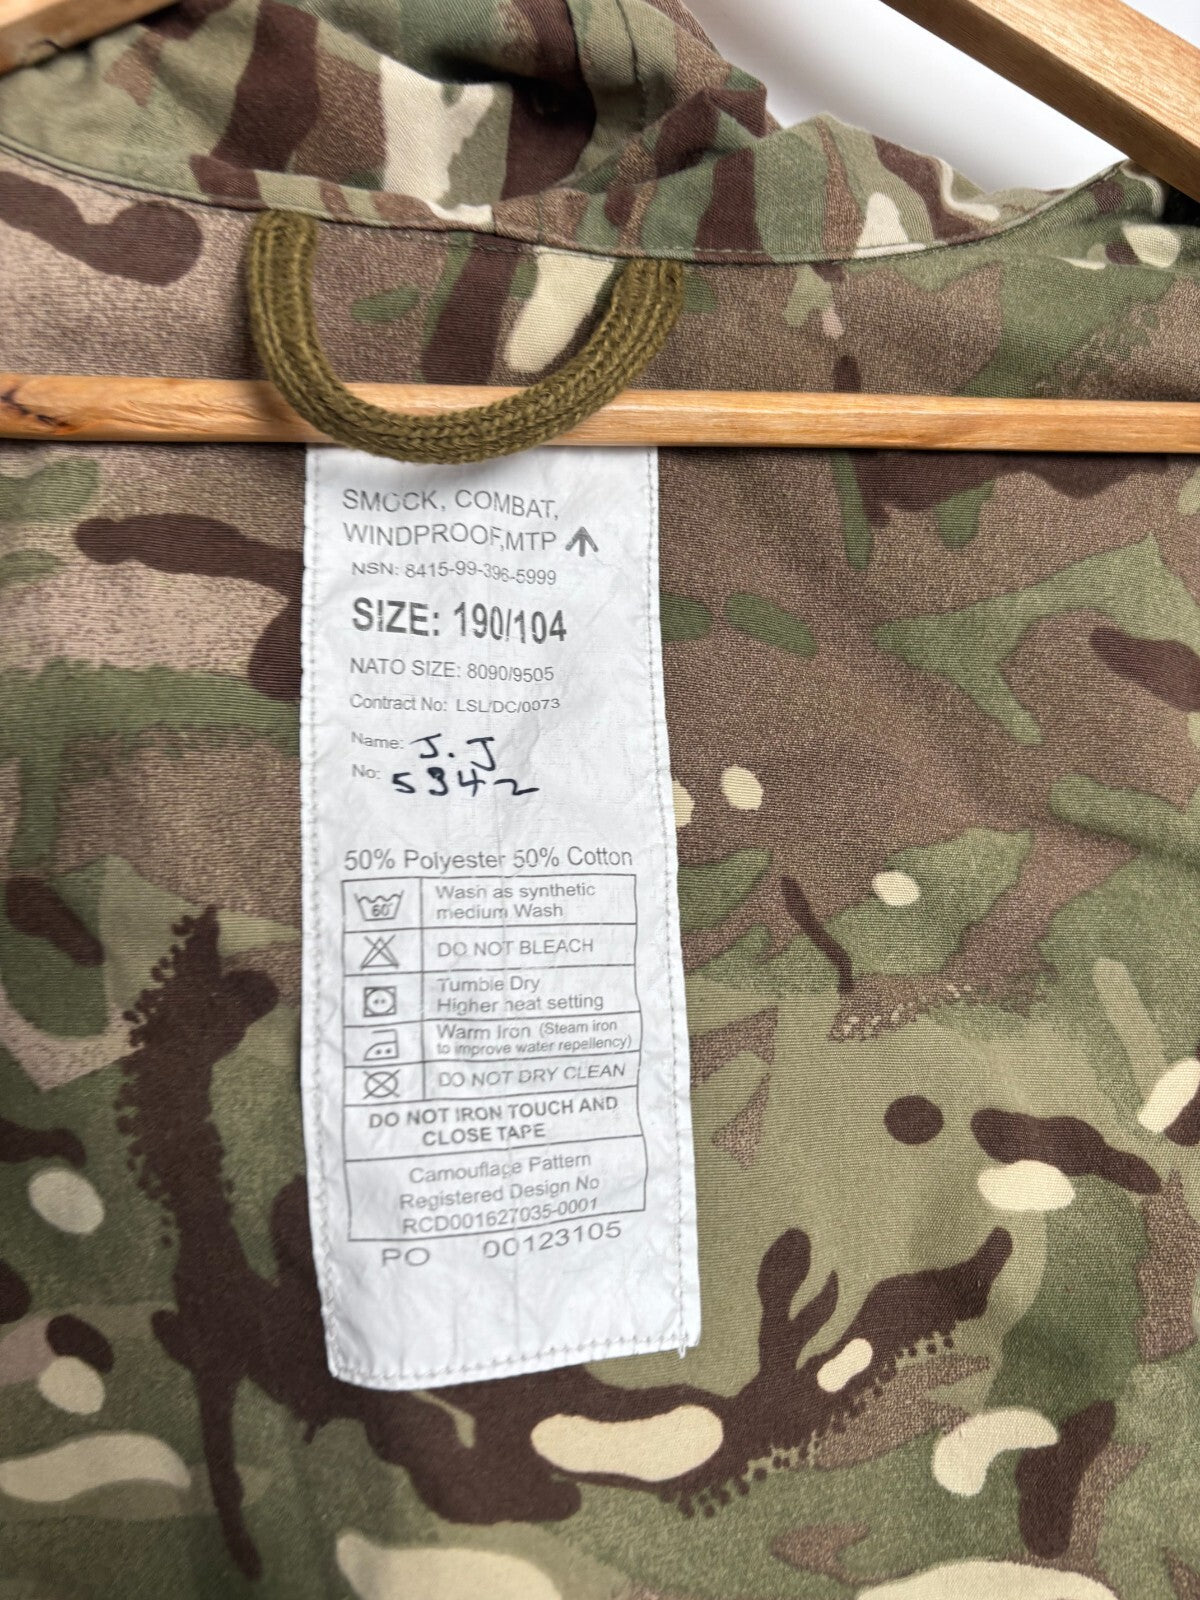 SMOCK, COMBAT,
WINDPROOF,MTP
NSN: 8415-99-396-5999
SIZE: 190/104
NATO SIZE: 8090/9505
Contract No: LSL/DC/0073
Name: J.J
No: 5342
50% Polyester 50% Cotton
60°
Wash as synthetic
medium Wash
DO NOT BLEACH
Tumble Dry
Higher heat setting
Warm Iron (Steam iron
to improve water repellency)
DO NOT DRY CLEAN
DO NOT IRON TOUCH AND
CLOSE TAPE
Camouflage Pattern
Registered Design No
RCD001627035-0001
PO 00123105